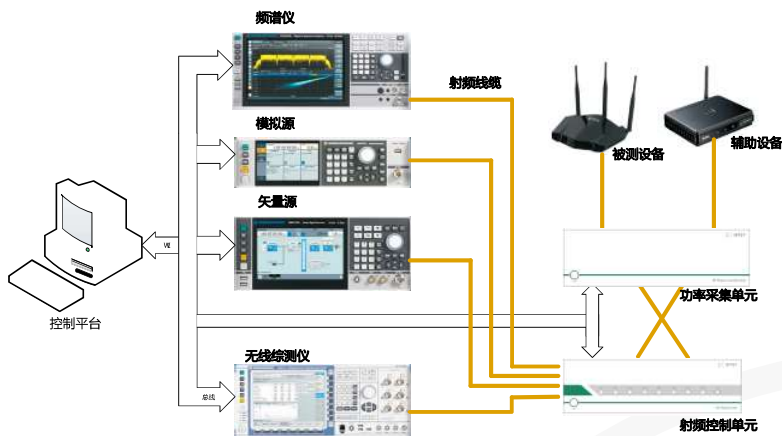 频谱仪
射频线缆
模拟源
被测设备
辅助设备
矢量源
功率采集单元
控制平台
无线综测仪
总线
射频控制单元